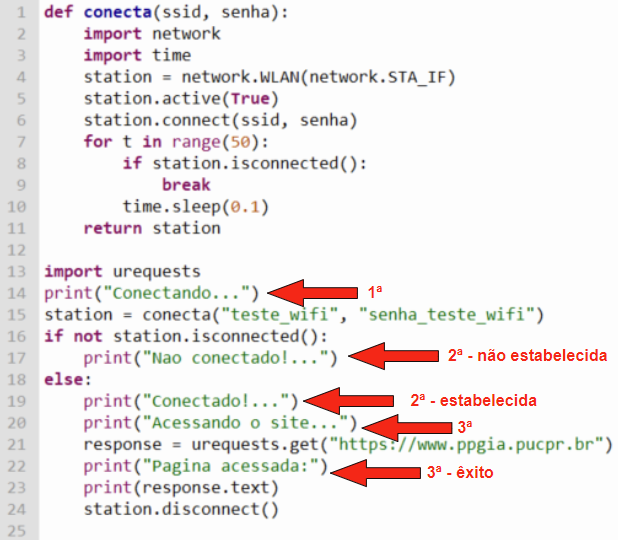 1 def conecta(ssid, senha):
2     import network
3     import time
4     station = network.WLAN(network.STA_IF)
5     station.active(True)
6     station.connect(ssid, senha)
7     for t in range(50):
8         if station.isconnected():
9             break
10         time.sleep(0.1)
11     return station
12
13 import urequests
14 print("Conectando...") 1ª
15 station = conecta("teste_wifi", "senha_teste_wifi")
16 if not station.isconnected():
17     print("Nao conectado!...") 2ª - não estabelecida
18 else:
19     print("Conectado!...") 2ª - estabelecida
20     print("Acessando o site...") 3ª
21     response = urequests.get("https://www.ppgia.pucpr.br")
22     print("Pagina acessada:") 3ª - êxito
23     print(response.text)
24     station.disconnect()
25